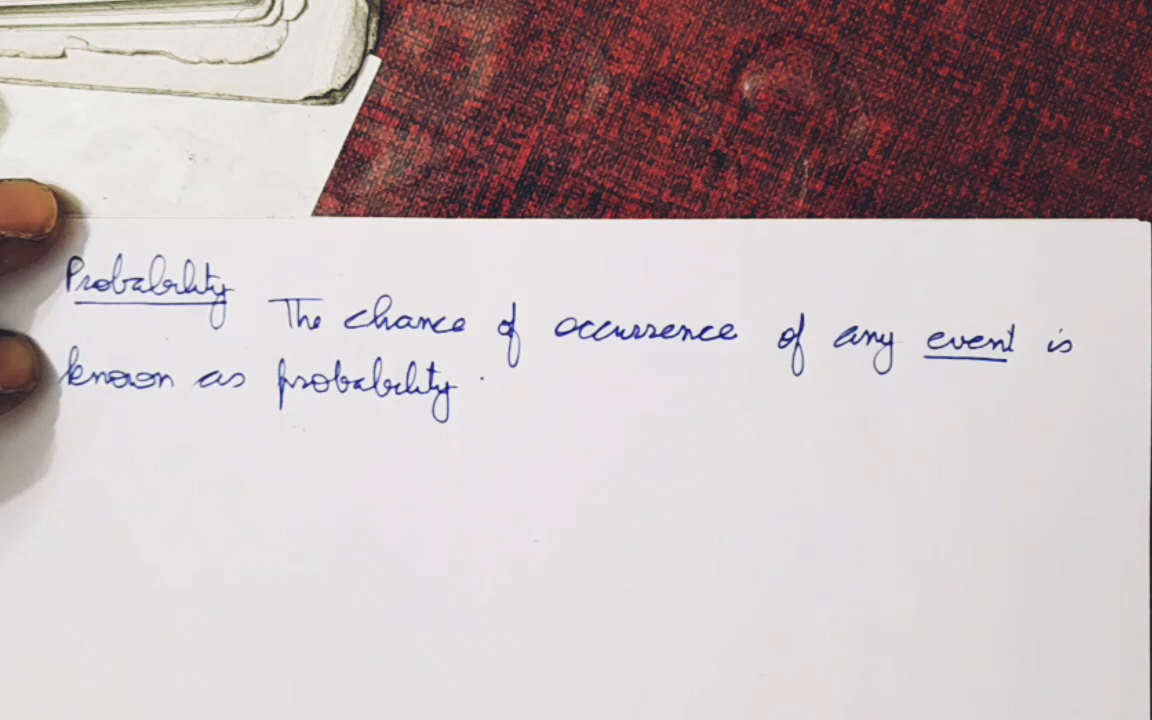 Probability The chance of occurrence of any event is
known as probability.